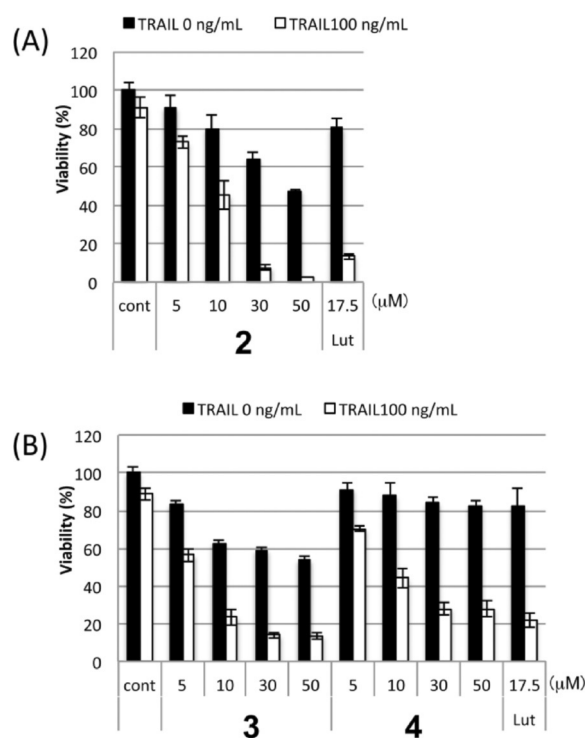 TRAIL 0 ng/mL TRAIL100 ng/mL
(A)
Viability (%)
120
100
80
60
40
20
0
cont 5 10 30 50 17.5 (μM)
2 Lut
TRAIL 0 ng/mL TRAIL100 ng/mL
(B)
Viability (%)
120
100
80
60
40
20
0
cont 5 10 30 50 5 10 30 50 17.5 (μM)
3 4 Lut